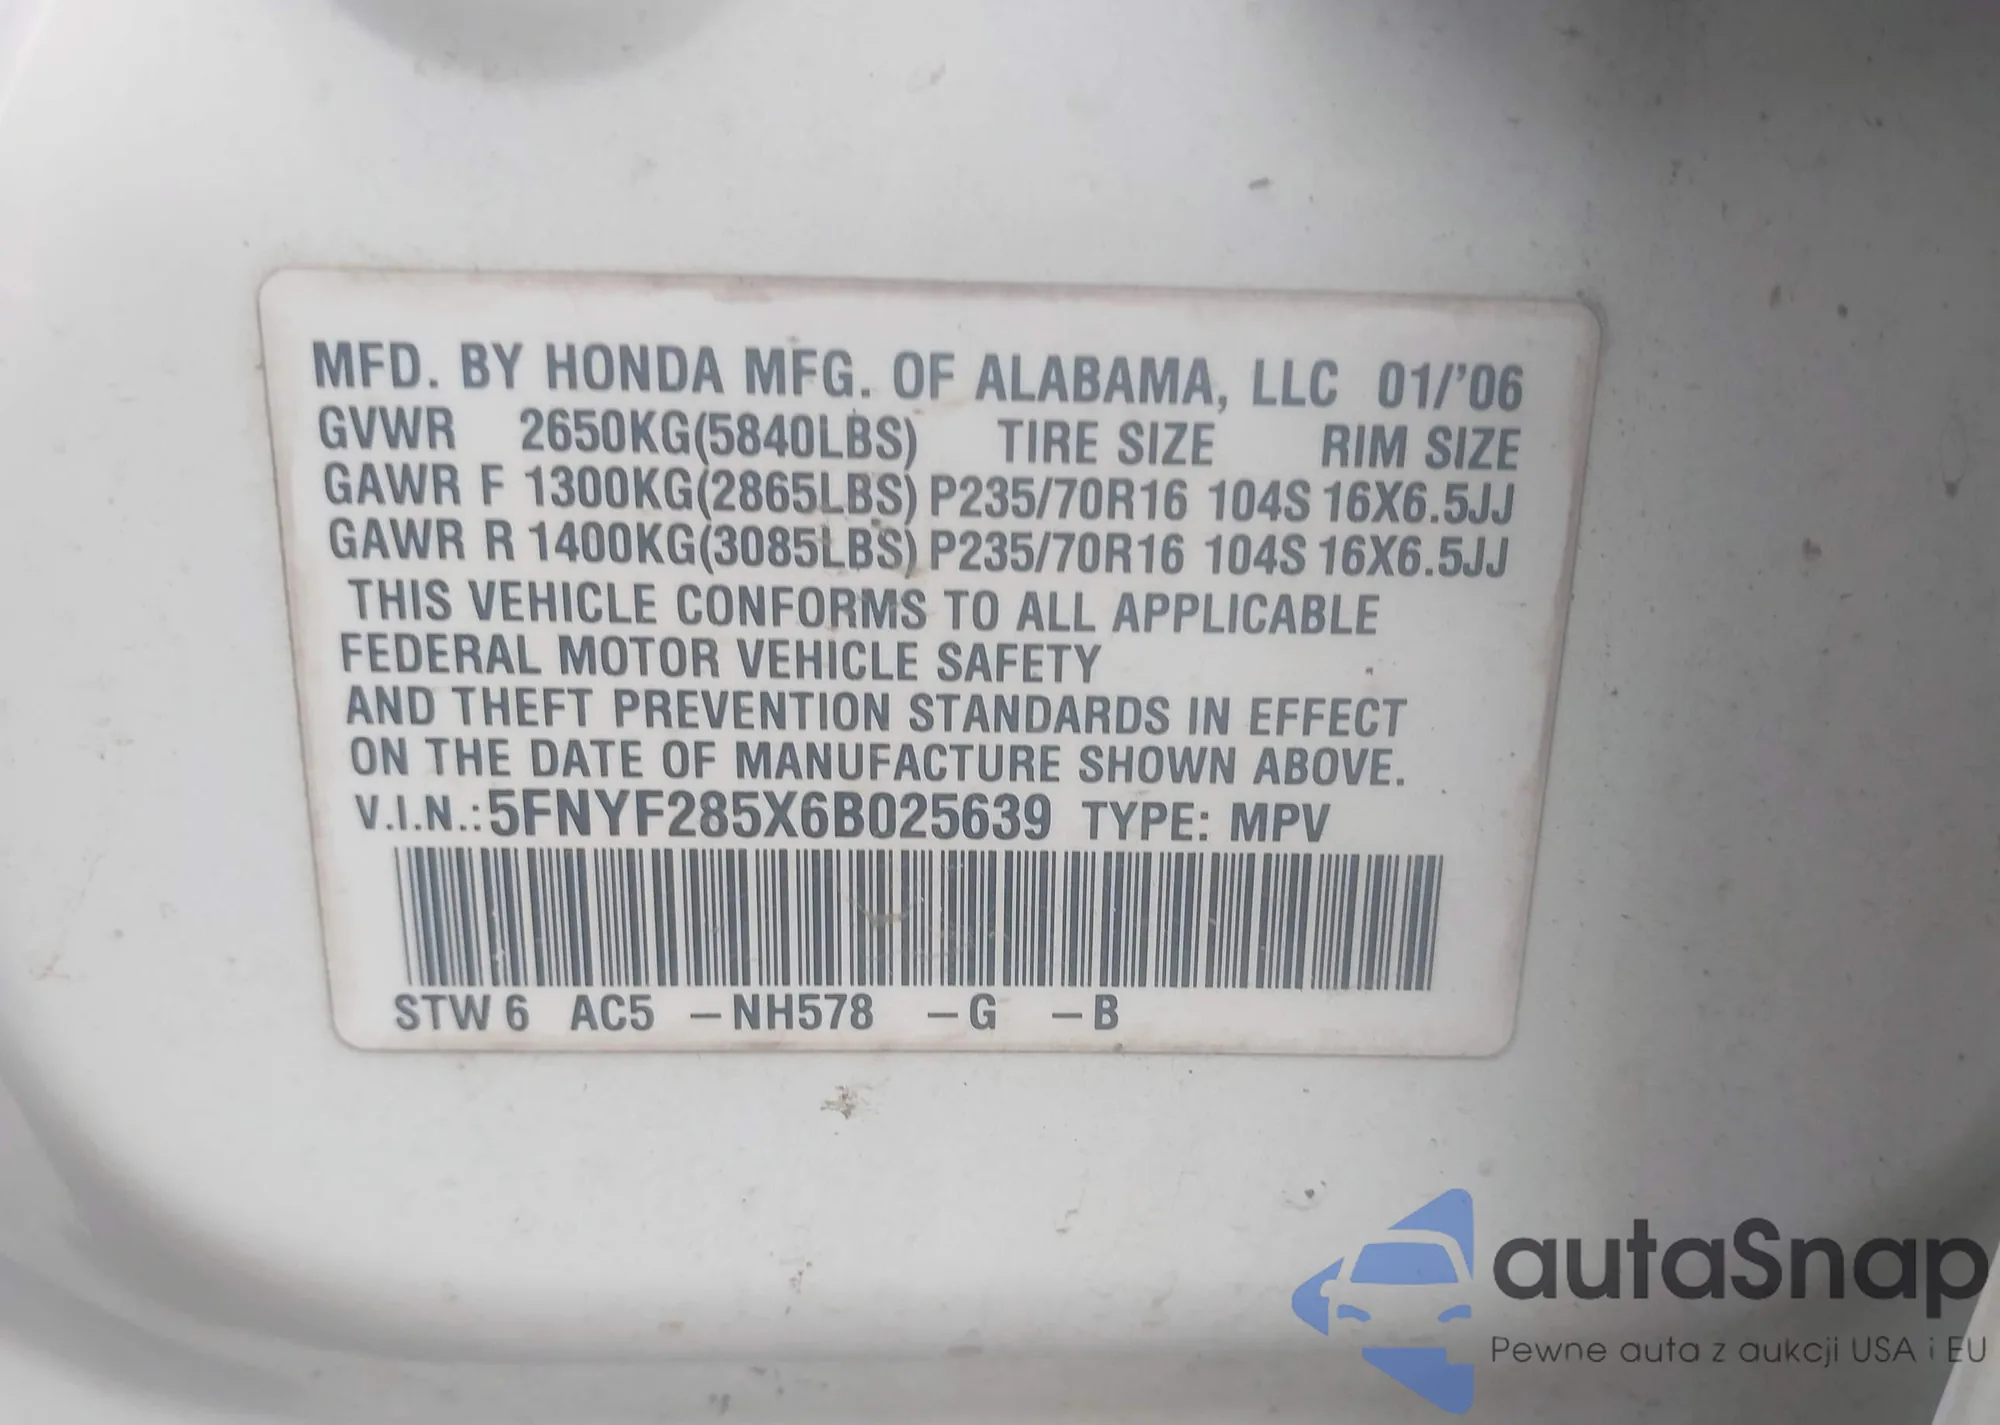 MFD. BY HONDA MFG. OF ALABAMA, LLC 01/'06
GVWR 2650KG(5840LBS) TIRE SIZE RIM SIZE
GAWR F 1300KG(2865LBS) P235/70R16 104S 16X6.5JJ
GAWR R 1400KG(3085LBS) P235/70R16 104S 16X6.5JJ
THIS VEHICLE CONFORMS TO ALL APPLICABLE
FEDERAL MOTOR VEHICLE SAFETY
AND THEFT PREVENTION STANDARDS IN EFFECT
ON THE DATE OF MANUFACTURE SHOWN ABOVE.
V.I.N.: 5FNYF285X6B025639 TYPE: MPV
STW 6 AC5 –NH578 –G –B
autaSnap
Pewne auta z aukcji USA i EU